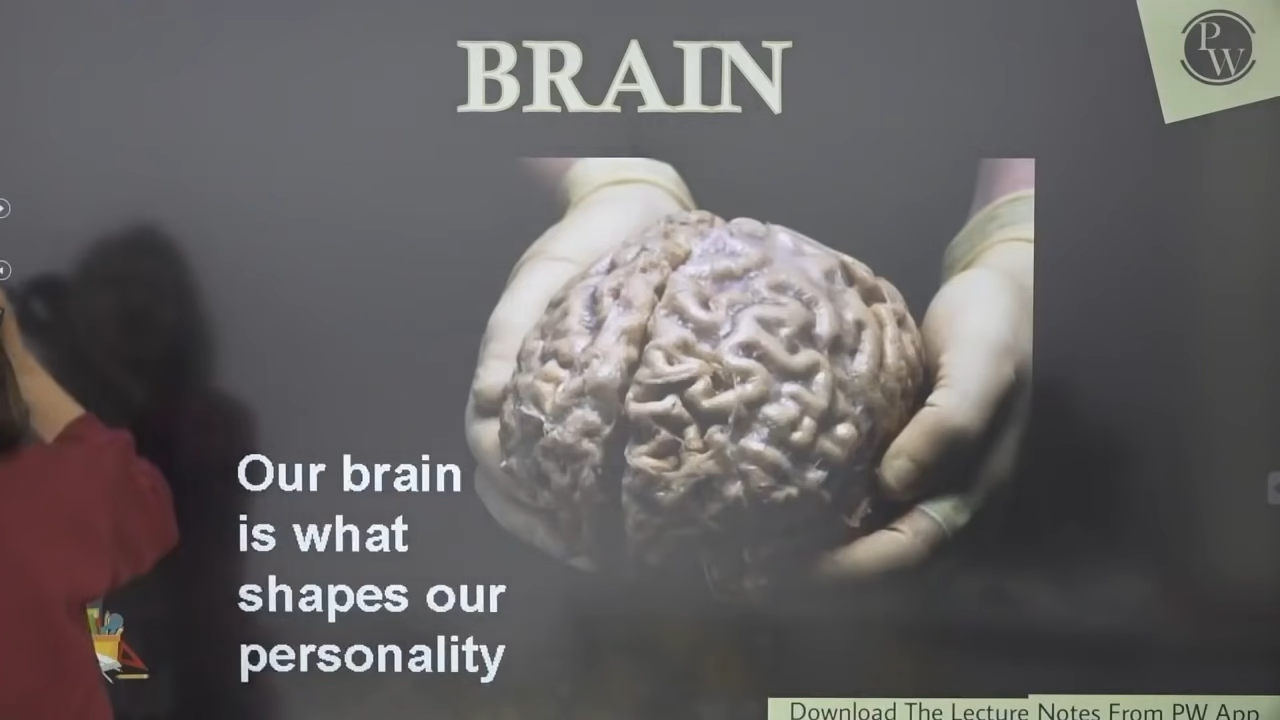 BRAIN
PW
Our brain
is what
shapes our
personality
Download The Lecture Notes From PW App